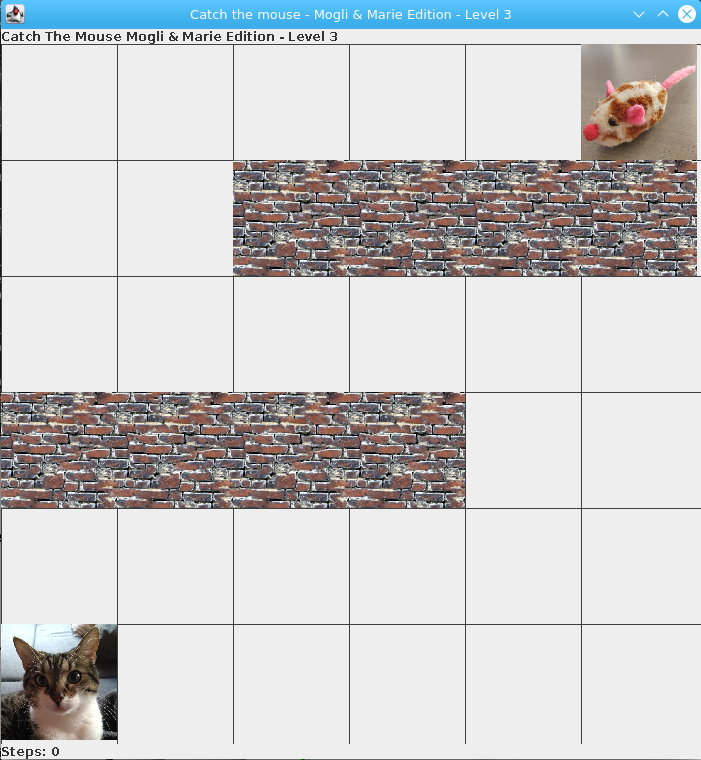 Catch the mouse - Mogli & Marie Edition - Level 3
Catch The Mouse Mogli & Marie Edition - Level 3
Steps: 0